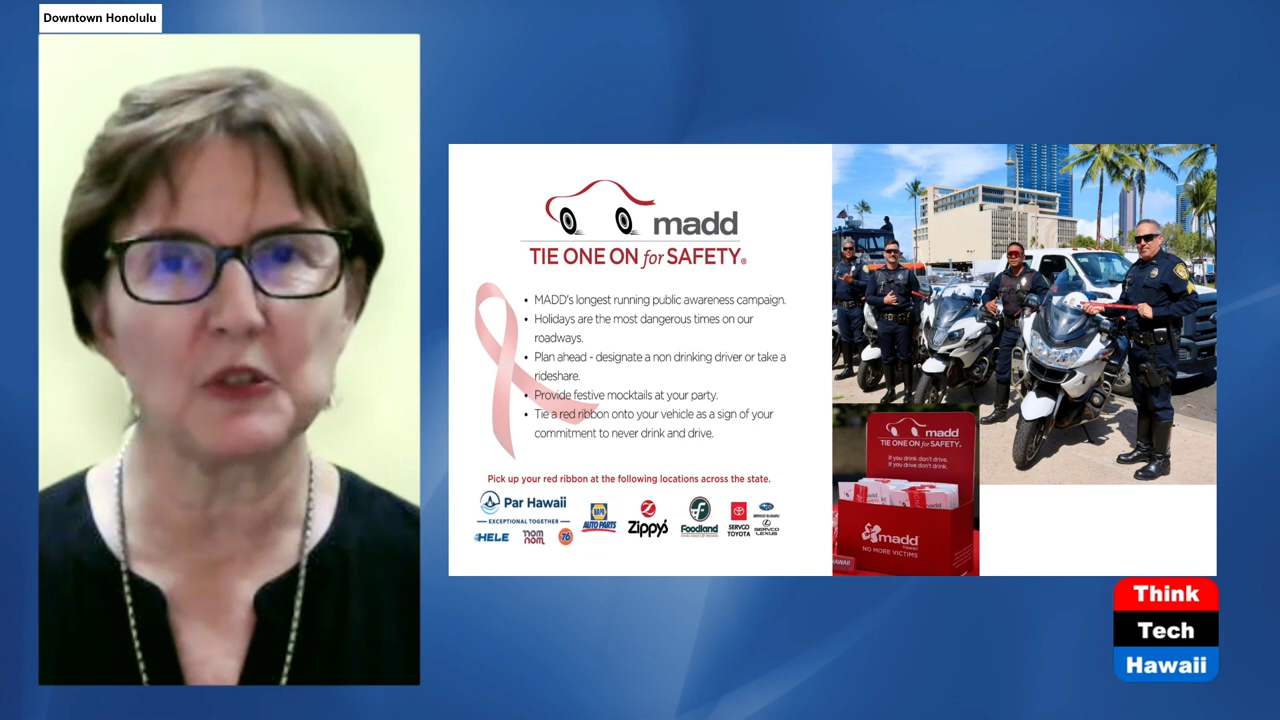 Downtown Honolulu
madd
TIE ONE ON for SAFETY®
• MADD's longest running public awareness campaign.
• Holidays are the most dangerous times on our
roadways.
• Plan ahead - designate a non drinking driver or take a
rideshare.
• Provide festive mocktails at your party.
• Tie a red ribbon onto your vehicle as a sign of your
commitment to never drink and drive.
Pick up your red ribbon at the following locations across the state.
Par Hawaii
EXCEPTIONAL TOGETHER
HELE
nom
nom
76
NAPA
AUTO PARTS
Zippy's
Foodland
SERVCO
TOYOTA
SERVCO SUBARU
SERVCO
LEXUS
madd
TIE ONE ON for SAFETY
If you drink don't drive.
If you drive don't drink.
madd
Hawaii
NO MORE VICTIMS
Think
Tech
Hawaii